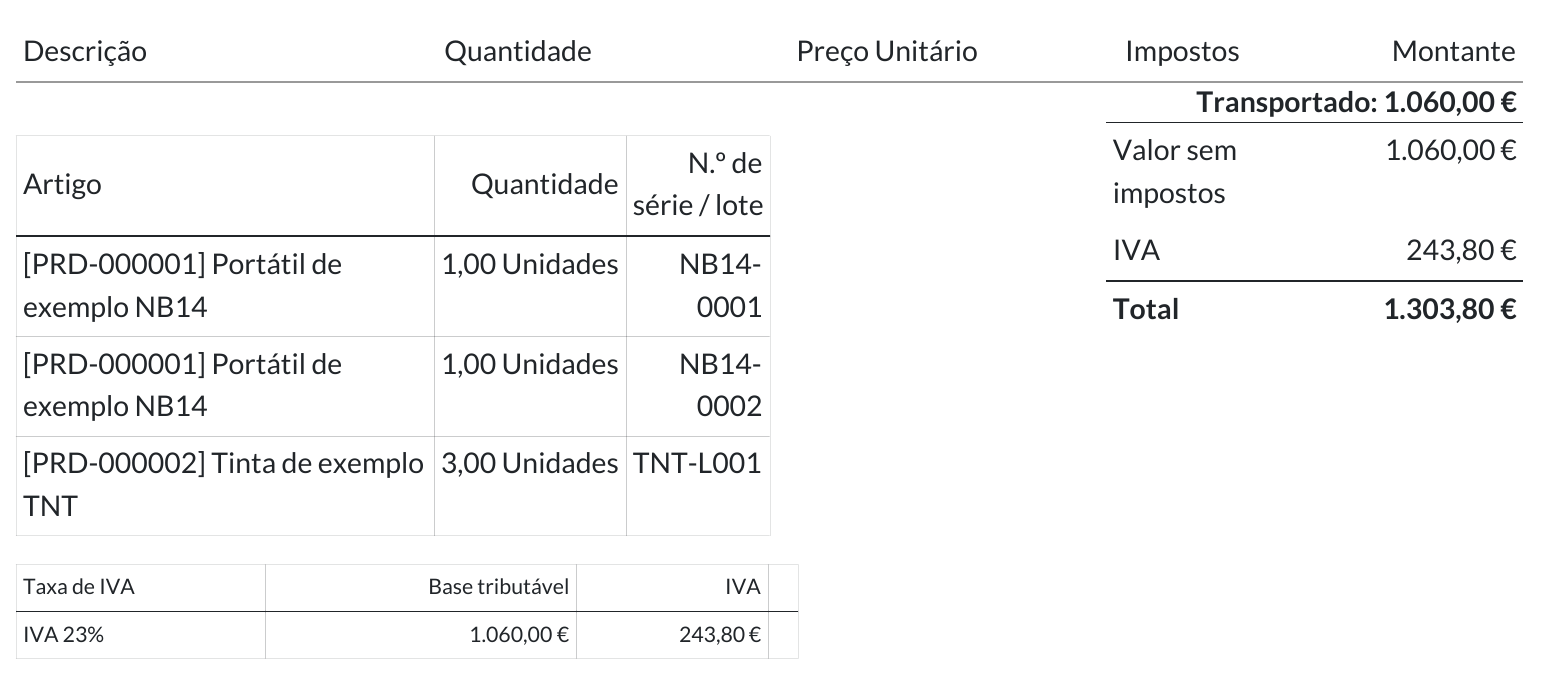 Descrição Quantidade Preço Unitário Impostos Montante
Transportado: 1.060,00 €
Valor sem impostos 1.060,00 €
IVA 243,80 €
Total 1.303,80 €
Artigo Quantidade N.º de série / lote
[PRD-000001] Portátil de exemplo NB14 1,00 Unidades NB14-0001
[PRD-000001] Portátil de exemplo NB14 1,00 Unidades NB14-0002
[PRD-000002] Tinta de exemplo TNT 3,00 Unidades TNT-L001
Taxa de IVA Base tributável IVA
IVA 23% 1.060,00 € 243,80 €